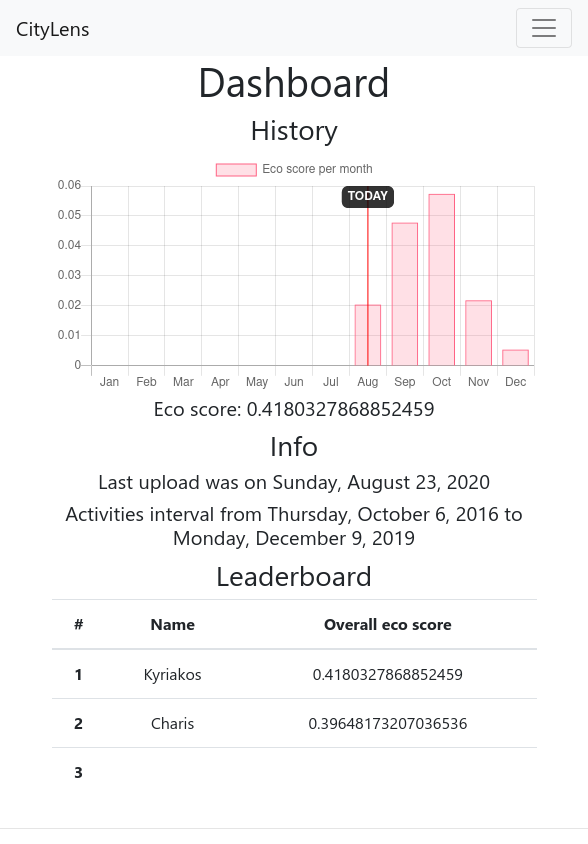 CityLens
Dashboard
History
Eco score per month
TODAY
0.06
0.05
0.04
0.03
0.02
0.01
0
Jan Feb Mar Apr May Jun Jul Aug Sep Oct Nov Dec
Eco score: 0.4180327868852459
Info
Last upload was on Sunday, August 23, 2020
Activities interval from Thursday, October 6, 2016 to
Monday, December 9, 2019
Leaderboard
# Name Overall eco score
1 Kyriakos 0.4180327868852459
2 Charis 0.39648173207036536
3